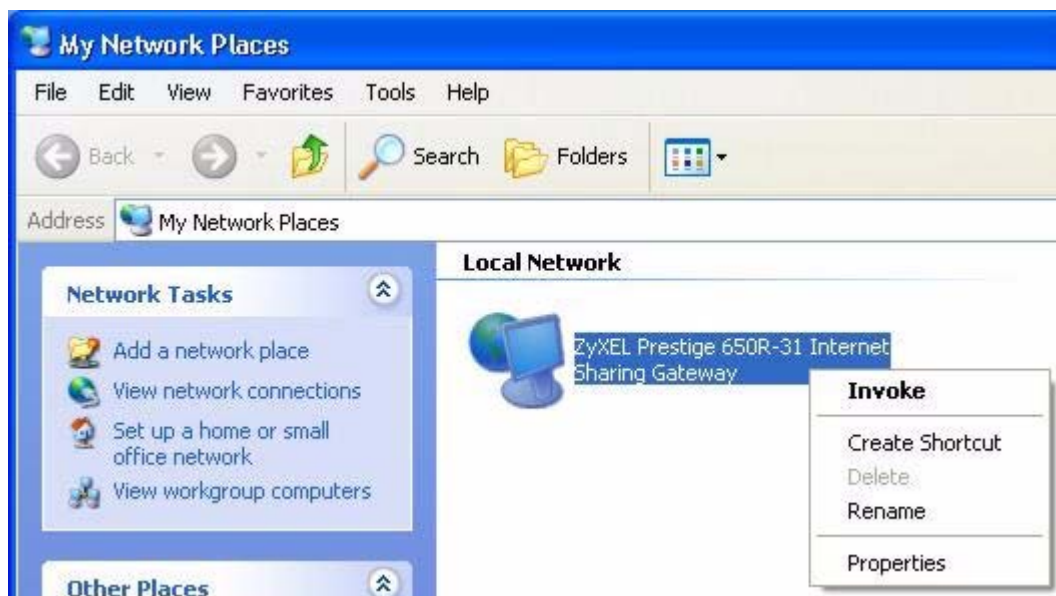 My Network Places
File Edit View Favorites Tools Help
Back Search Folders
Address My Network Places
Network Tasks
Add a network place
View network connections
Set up a home or small
office network
View workgroup computers
Other Places
Local Network
ZyXEL Prestige 650R-31 Internet
Sharing Gateway
Invoke
Create Shortcut
Delete
Rename
Properties